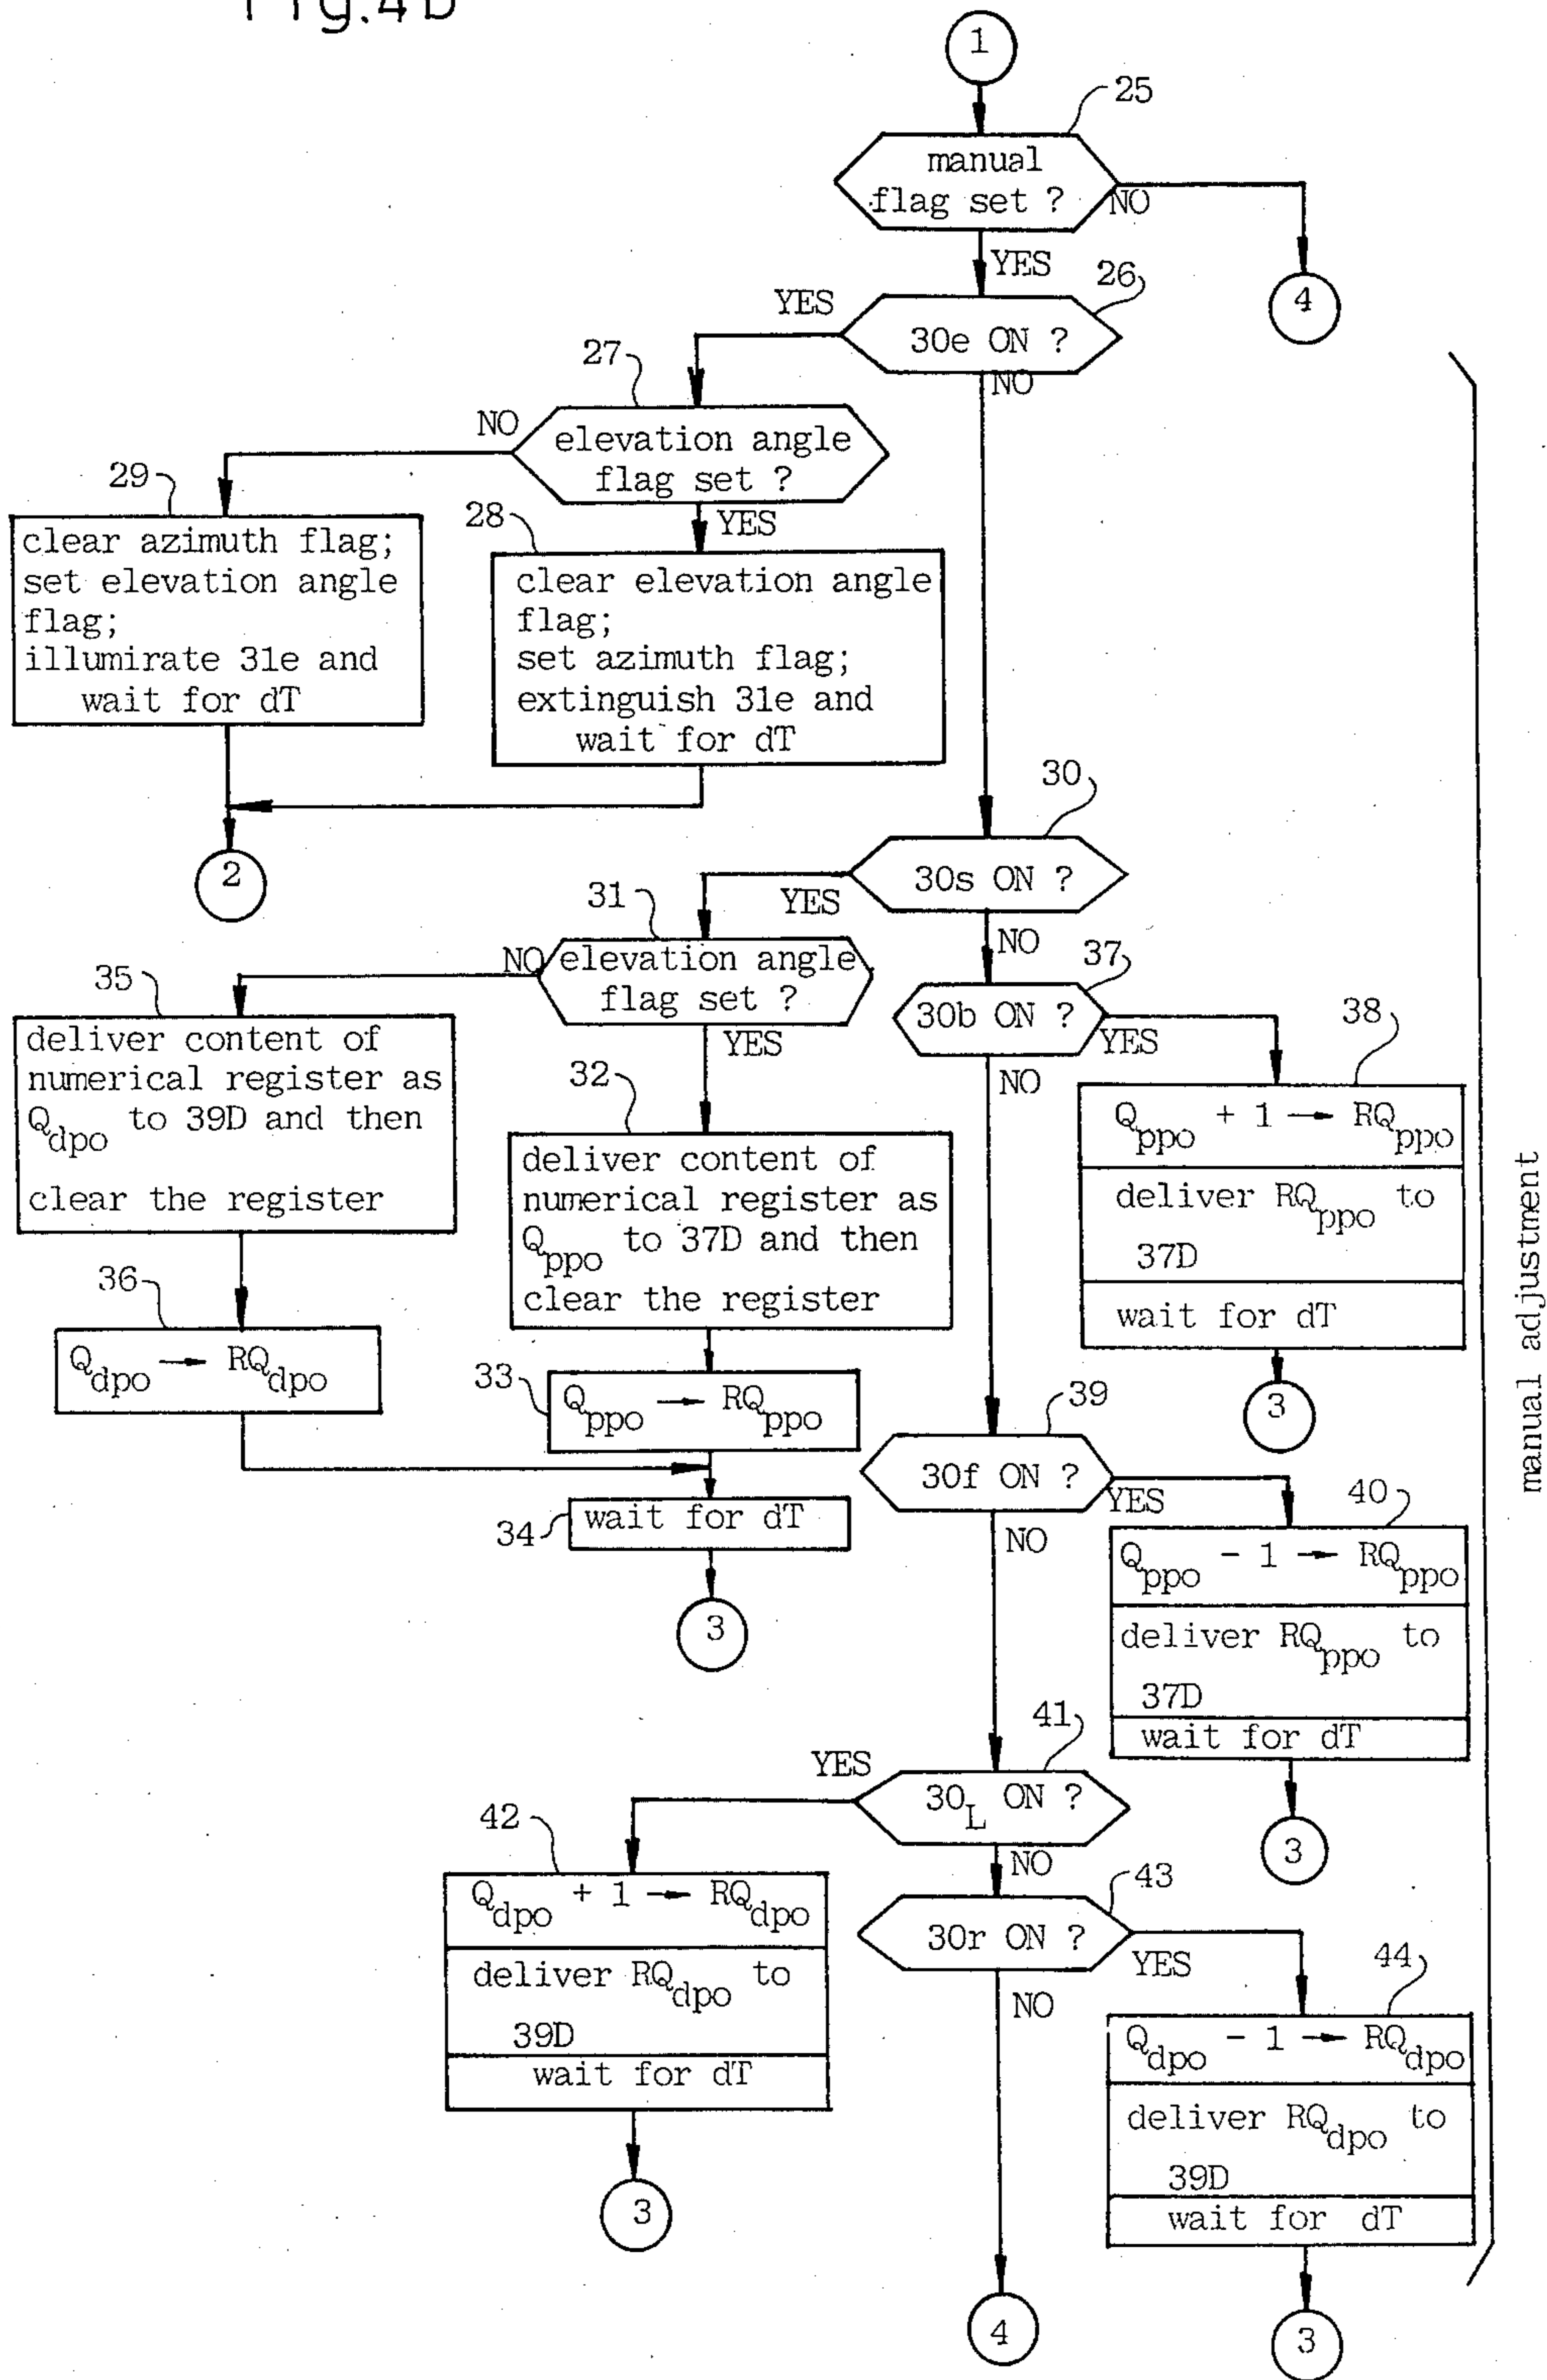 Fig.4b
1
25
manual
flag set ?
NO
YES
4
26
YES
30e ON ?
NO
27
NO
elevation angle
flag set ?
YES
29
clear azimuth flag;
set elevation angle
flag;
illumirate 31e and
wait for dT
28
clear elevation angle
flag;
set azimuth flag;
extinguish 31e and
wait for dT
2
30
30s ON ?
YES
NO
31
NO
elevation angle
flag set ?
YES
37
30b ON ?
YES
NO
35
deliver content of
numerical register as
Qdpo to 39D and then
clear the register
32
deliver content of
numerical register as
Qppo to 37D and then
clear the register
38
Qppo + 1 → RQppo
deliver RQppo to
37D
wait for dT
3
36
Qdpo → RQdpo
33
Qppo → RQppo
34
wait for dT
3
39
30f ON ?
YES
NO
40
Qppo - 1 → RQppo
deliver RQppo to
37D
wait for dT
3
41
YES
30L ON ?
NO
42
Qdpo + 1 → RQdpo
deliver RQdpo to
39D
wait for dT
3
43
30r ON ?
YES
NO
44
Qdpo - 1 → RQdpo
deliver RQdpo to
39D
wait for dT
3
4
manual adjustment